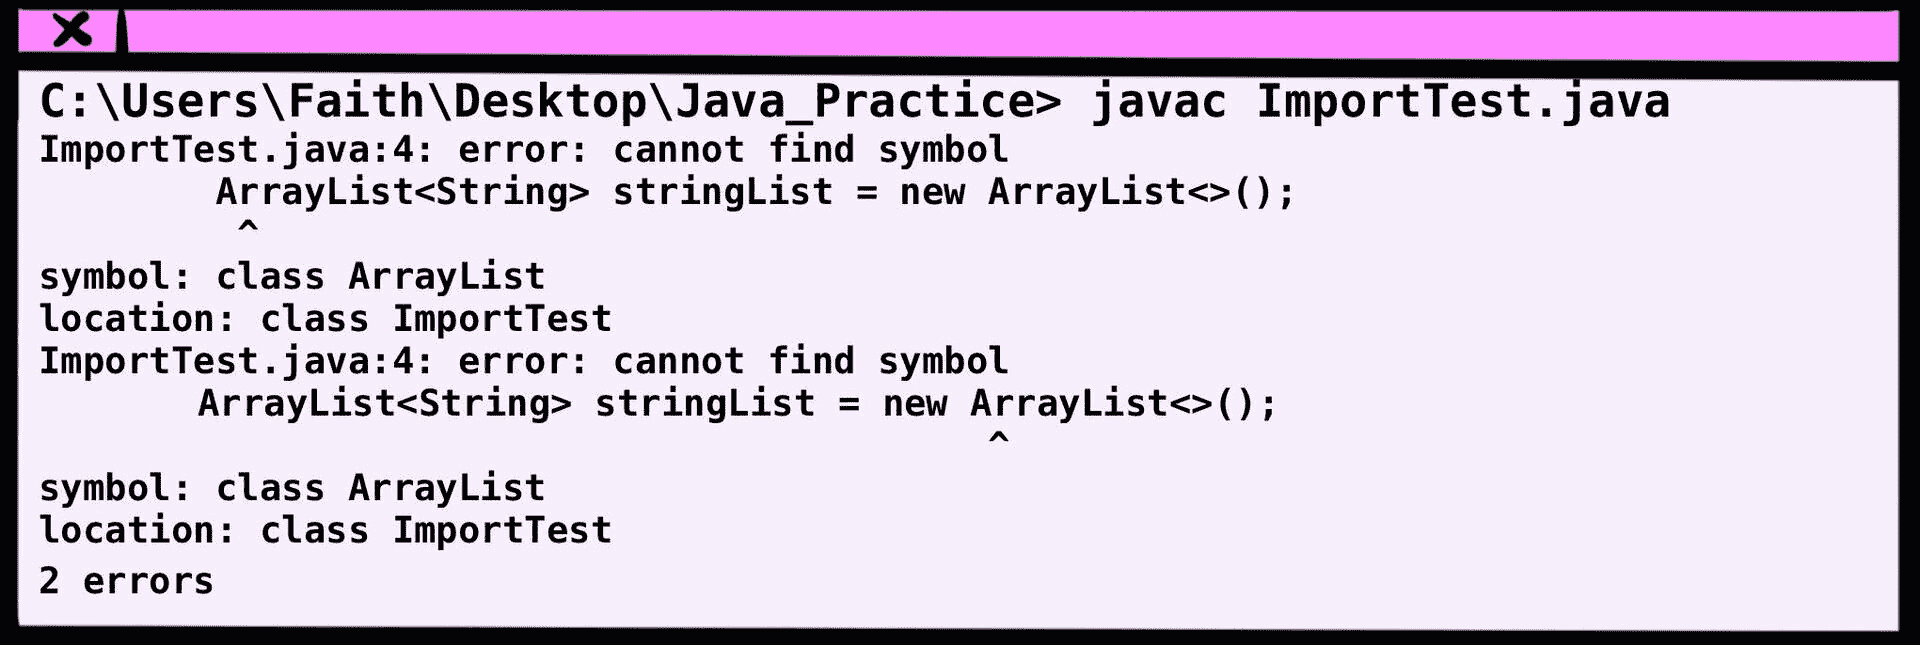 C:\Users\Faith\Desktop\Java_Practice> javac ImportTest.java
ImportTest.java:4: error: cannot find symbol
        ArrayList<String> stringList = new ArrayList<>();
         ^
symbol: class ArrayList
location: class ImportTest
ImportTest.java:4: error: cannot find symbol
       ArrayList<String> stringList = new ArrayList<>();
                                           ^
symbol: class ArrayList
location: class ImportTest
2 errors